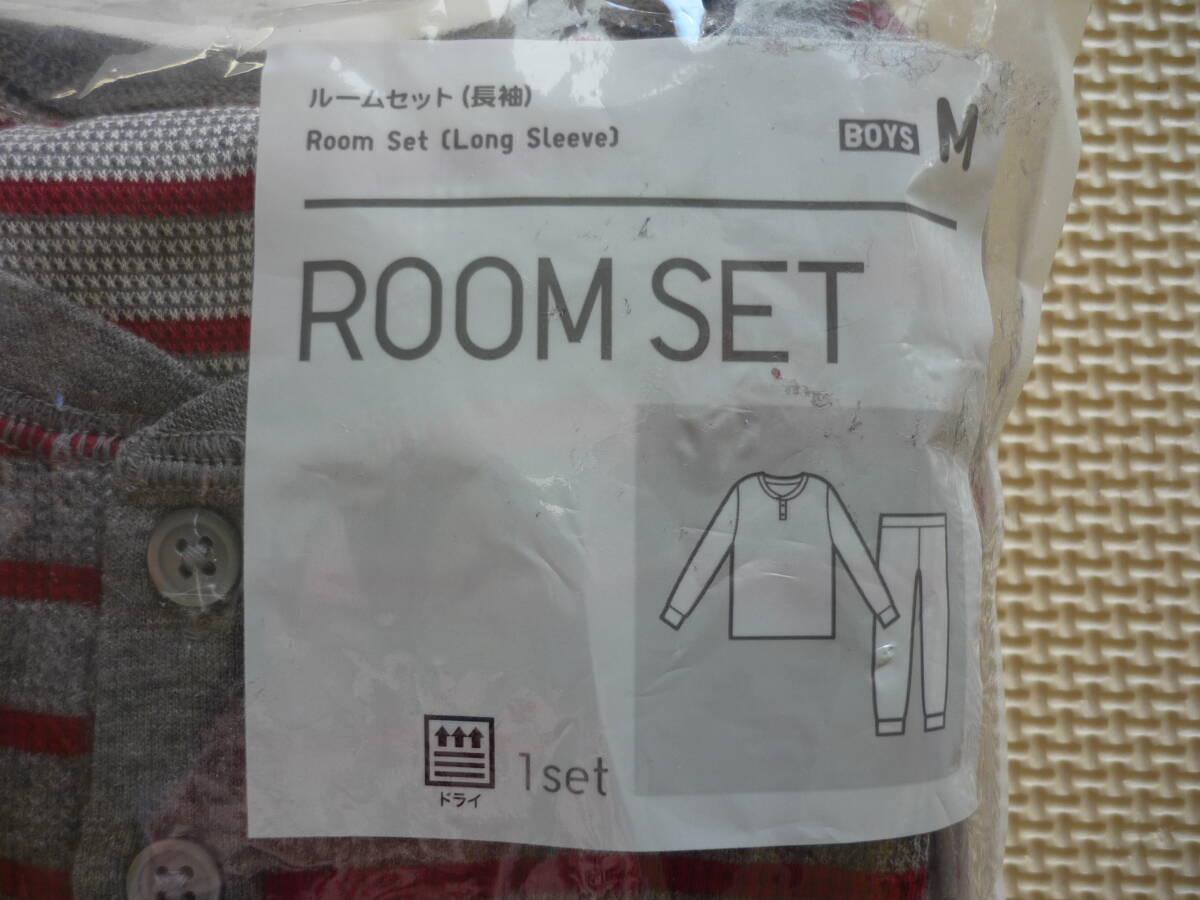 ルームセット(長袖)
Room Set (Long Sleeve)
BOYS M
ROOM SET
ドライ
1set